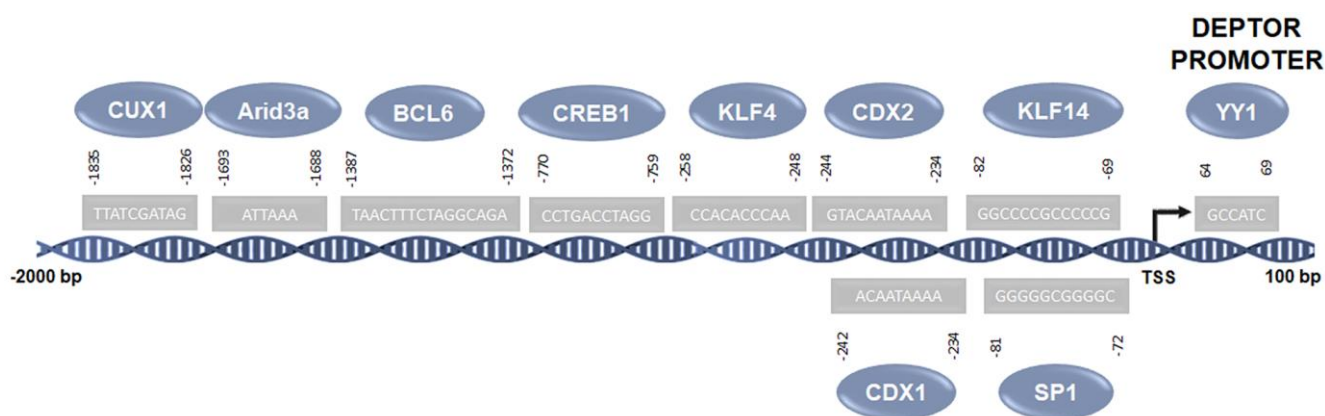 DEPTOR
PROMOTER
CUX1 Arid3a BCL6 CREB1 KLF4 CDX2 KLF14 YY1
-1835 -1826 -1693 -1688 -1387 -1372 -770 -759 -258 -248 -244 -234 -82 -69 64 69
TTATCGATAG ATTAAA TAACTTTCTAGGCAGA CCTGACCTAGG CCACACCCAA GTACAATAAAA GGCCCCGCCCCCG GCCATC
-2000 bp TSS 100 bp
ACAATAAAA GGGGGCGGGGC
-242 -234 -81 -72
CDX1 SP1